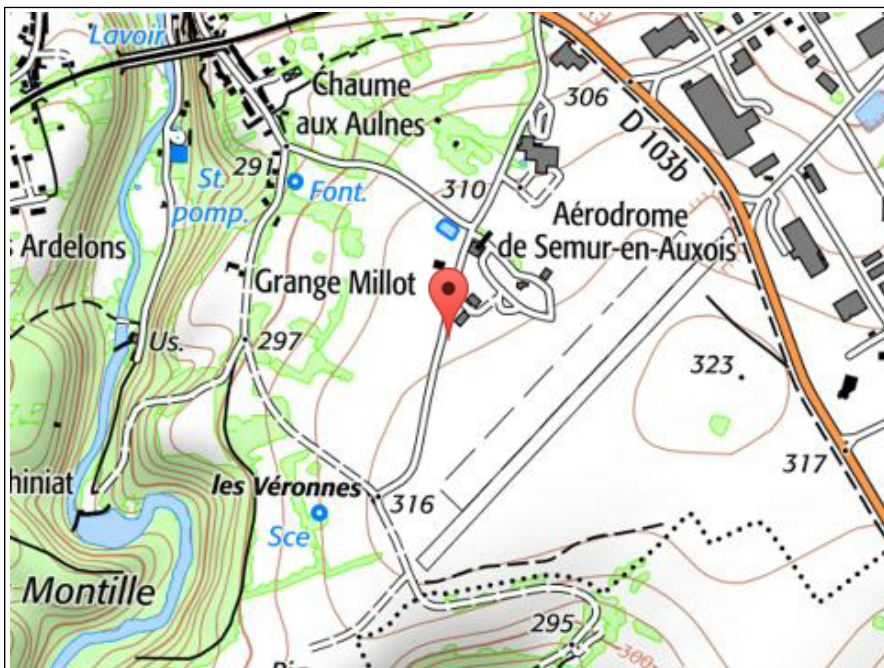 Lavoir
Chaume
aux Aulnes
306
D 103b
291
St.
pomp.
Font.
310
Aérodrome
de Semur-en-Auxois
Ardelons
Grange Millot
Us.
297
323
317
hiniat
les Véronnes
316
Sce
Montille
295
300